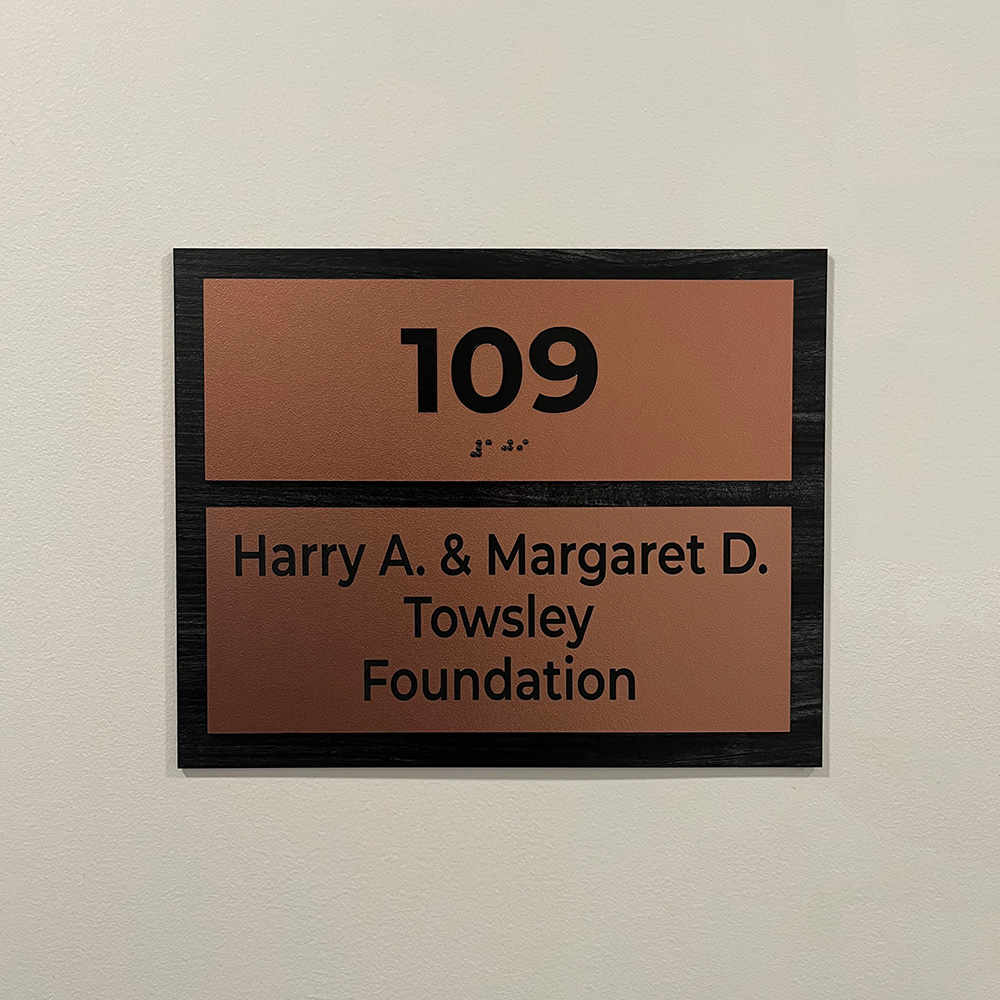 109
⠼⠁⠚⠊
Harry A. & Margaret D.
Towsley
Foundation